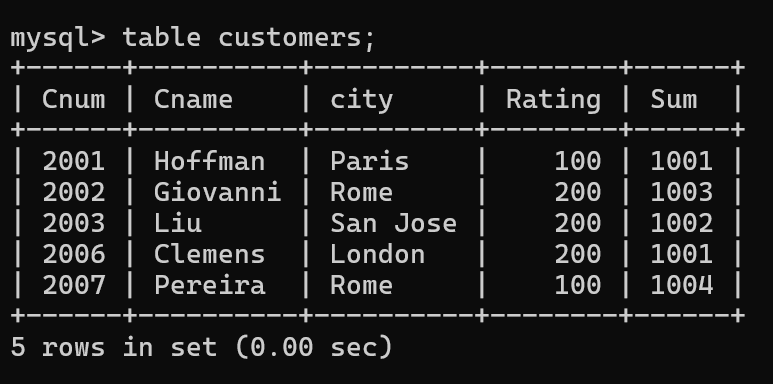 mysql> table customers;
+------+----------+----------+--------+------+
| Cnum | Cname    | city     | Rating | Sum  |
+------+----------+----------+--------+------+
| 2001 | Hoffman  | Paris    |    100 | 1001 |
| 2002 | Giovanni | Rome     |    200 | 1003 |
| 2003 | Liu      | San Jose |    200 | 1002 |
| 2006 | Clemens  | London   |    200 | 1001 |
| 2007 | Pereira  | Rome     |    100 | 1004 |
+------+----------+----------+--------+------+
5 rows in set (0.00 sec)